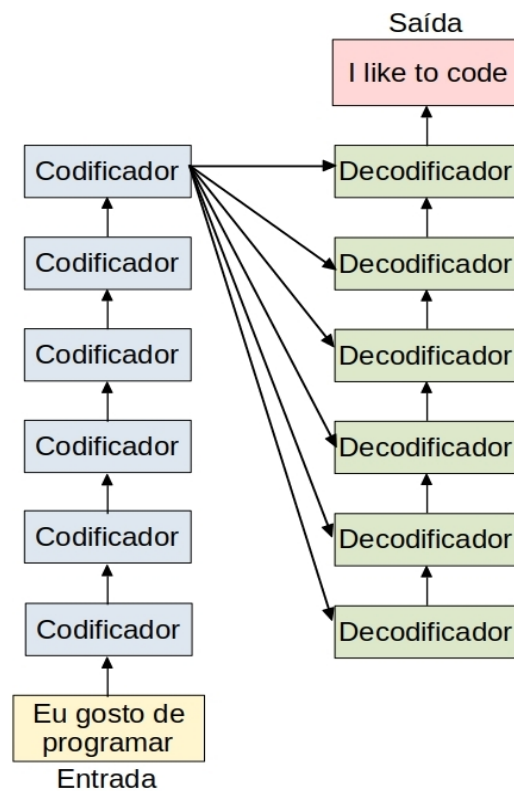 Saída
I like to code
Codificador
Decodificador
Codificador
Decodificador
Codificador
Decodificador
Codificador
Decodificador
Codificador
Decodificador
Codificador
Decodificador
Eu gosto de
programar
Entrada